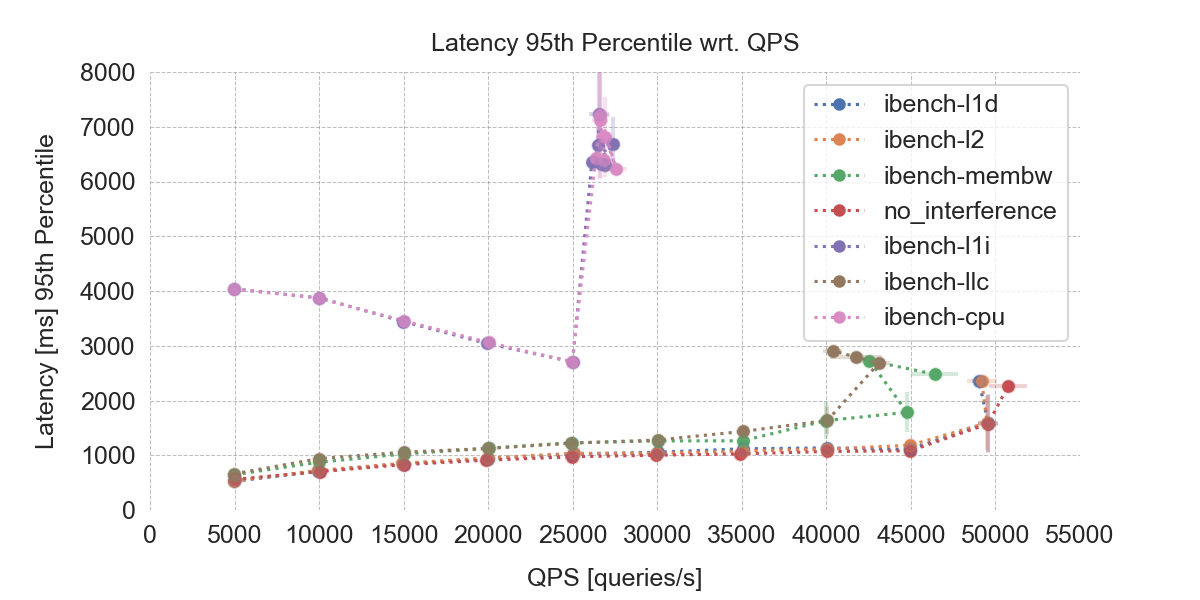 Latency 95th Percentile wrt. QPS
Latency [ms] 95th Percentile
8000
7000
6000
5000
4000
3000
2000
1000
0
ibench-l1d
ibench-l2
ibench-membw
no_interference
ibench-l1i
ibench-llc
ibench-cpu
0 5000 10000 15000 20000 25000 30000 35000 40000 45000 50000 55000
QPS [queries/s]